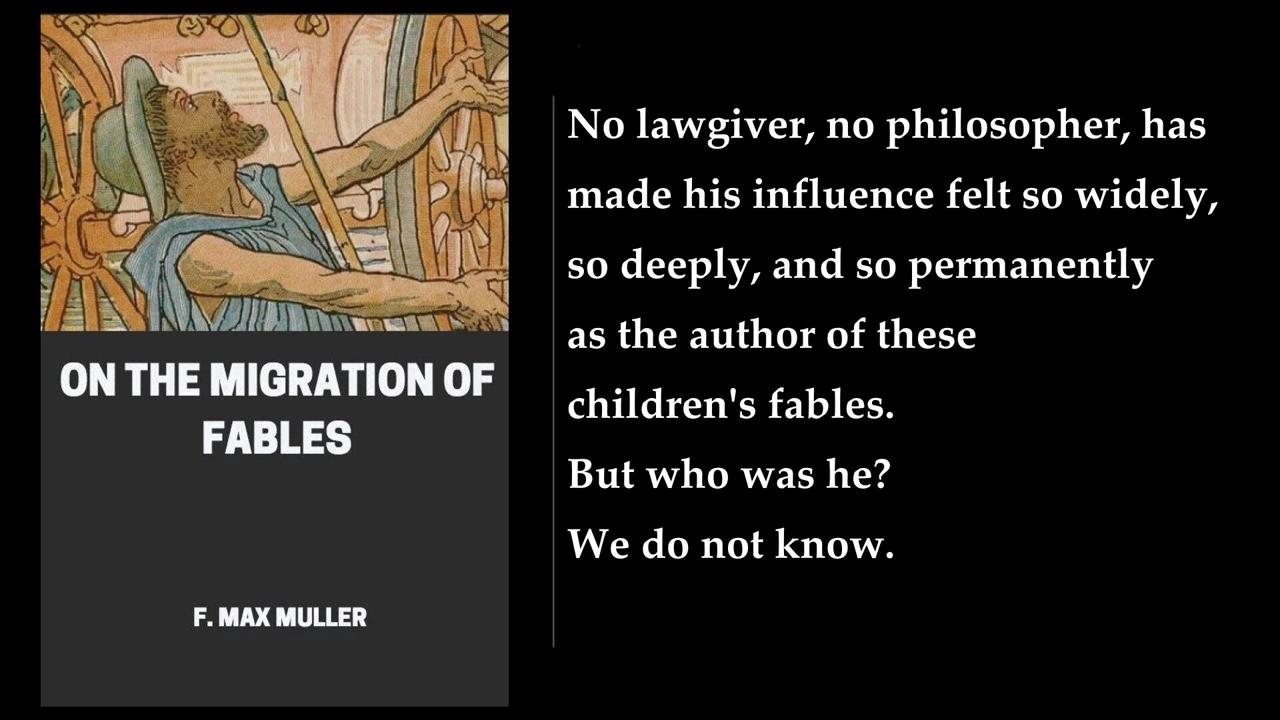 ON THE MIGRATION OF
FABLES
F. MAX MULLER
No lawgiver, no philosopher, has
made his influence felt so widely,
so deeply, and so permanently
as the author of these
children's fables.
But who was he?
We do not know.